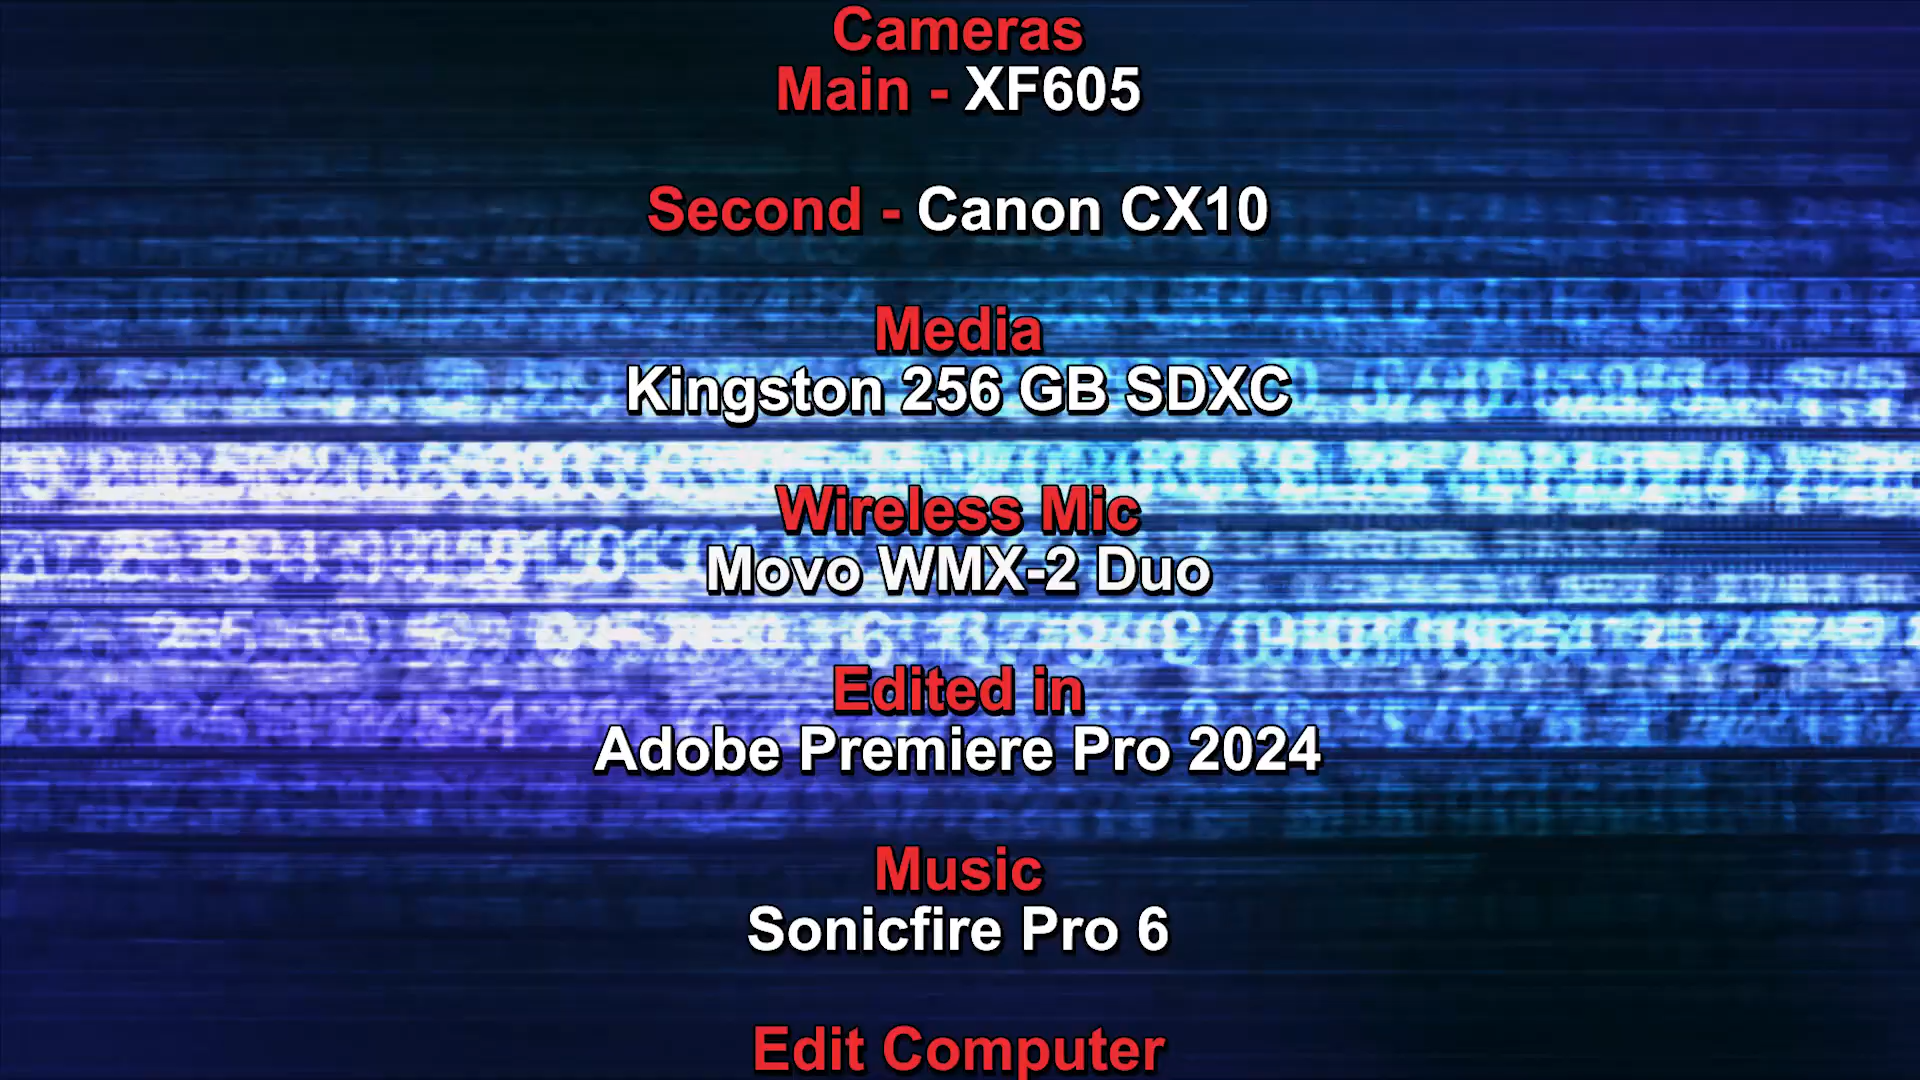 Cameras
Main - XF605
Second - Canon CX10
Media
Kingston 256 GB SDXC
Wireless Mic
Movo WMX-2 Duo
Edited in
Adobe Premiere Pro 2024
Music
Sonicfire Pro 6
Edit Computer